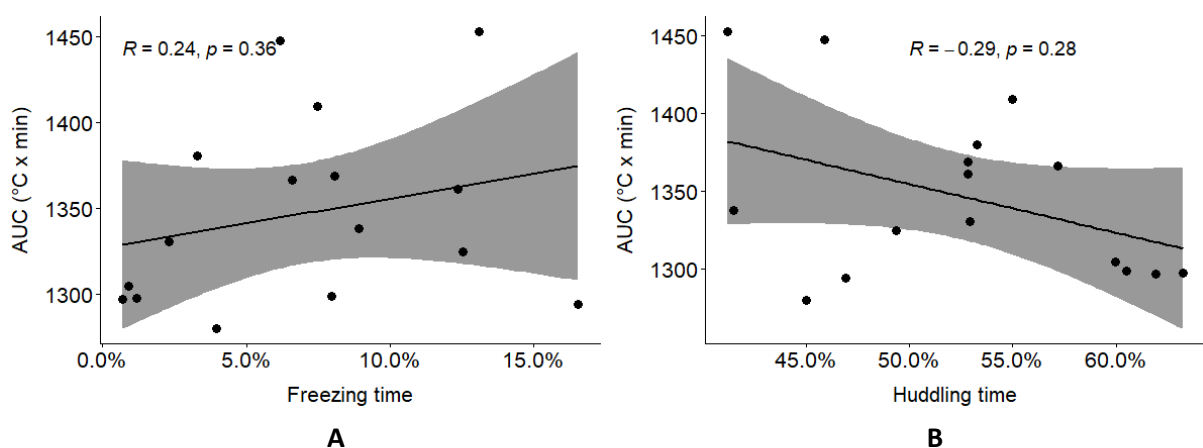 R = 0.24, p = 0.36
AUC (°C x min)
1450
1400
1350
1300
0.0%
5.0%
10.0%
15.0%
Freezing time
A
R = −0.29, p = 0.28
AUC (°C x min)
1450
1400
1350
1300
45.0%
50.0%
55.0%
60.0%
Huddling time
B